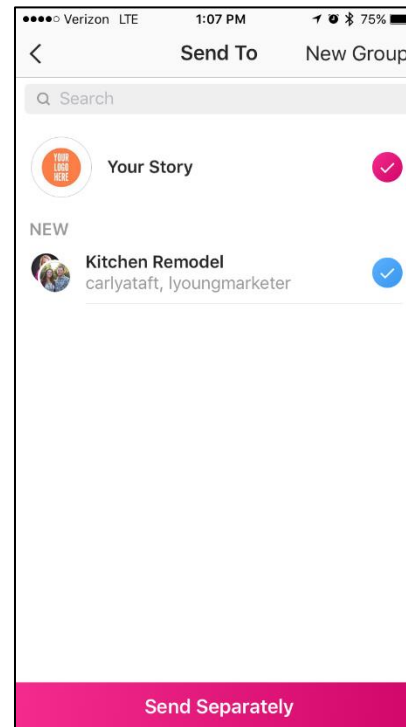 Verizon LTE 1:07 PM 75%
Send To New Group
Search
YOUR
LOGO
HERE
Your Story
NEW
Kitchen Remodel
carlyataft, lyoungmarketer
Send Separately